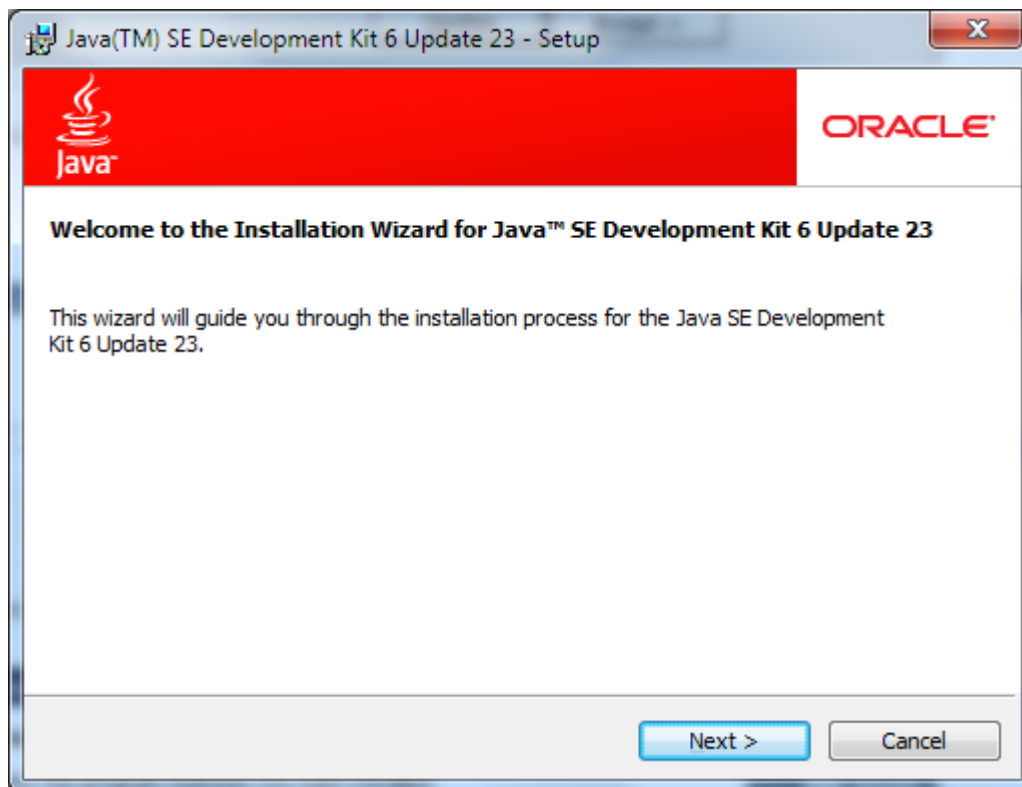 Java(TM) SE Development Kit 6 Update 23 - Setup
Java™
ORACLE®
Welcome to the Installation Wizard for Java™ SE Development Kit 6 Update 23
This wizard will guide you through the installation process for the Java SE Development
Kit 6 Update 23.
Next >
Cancel